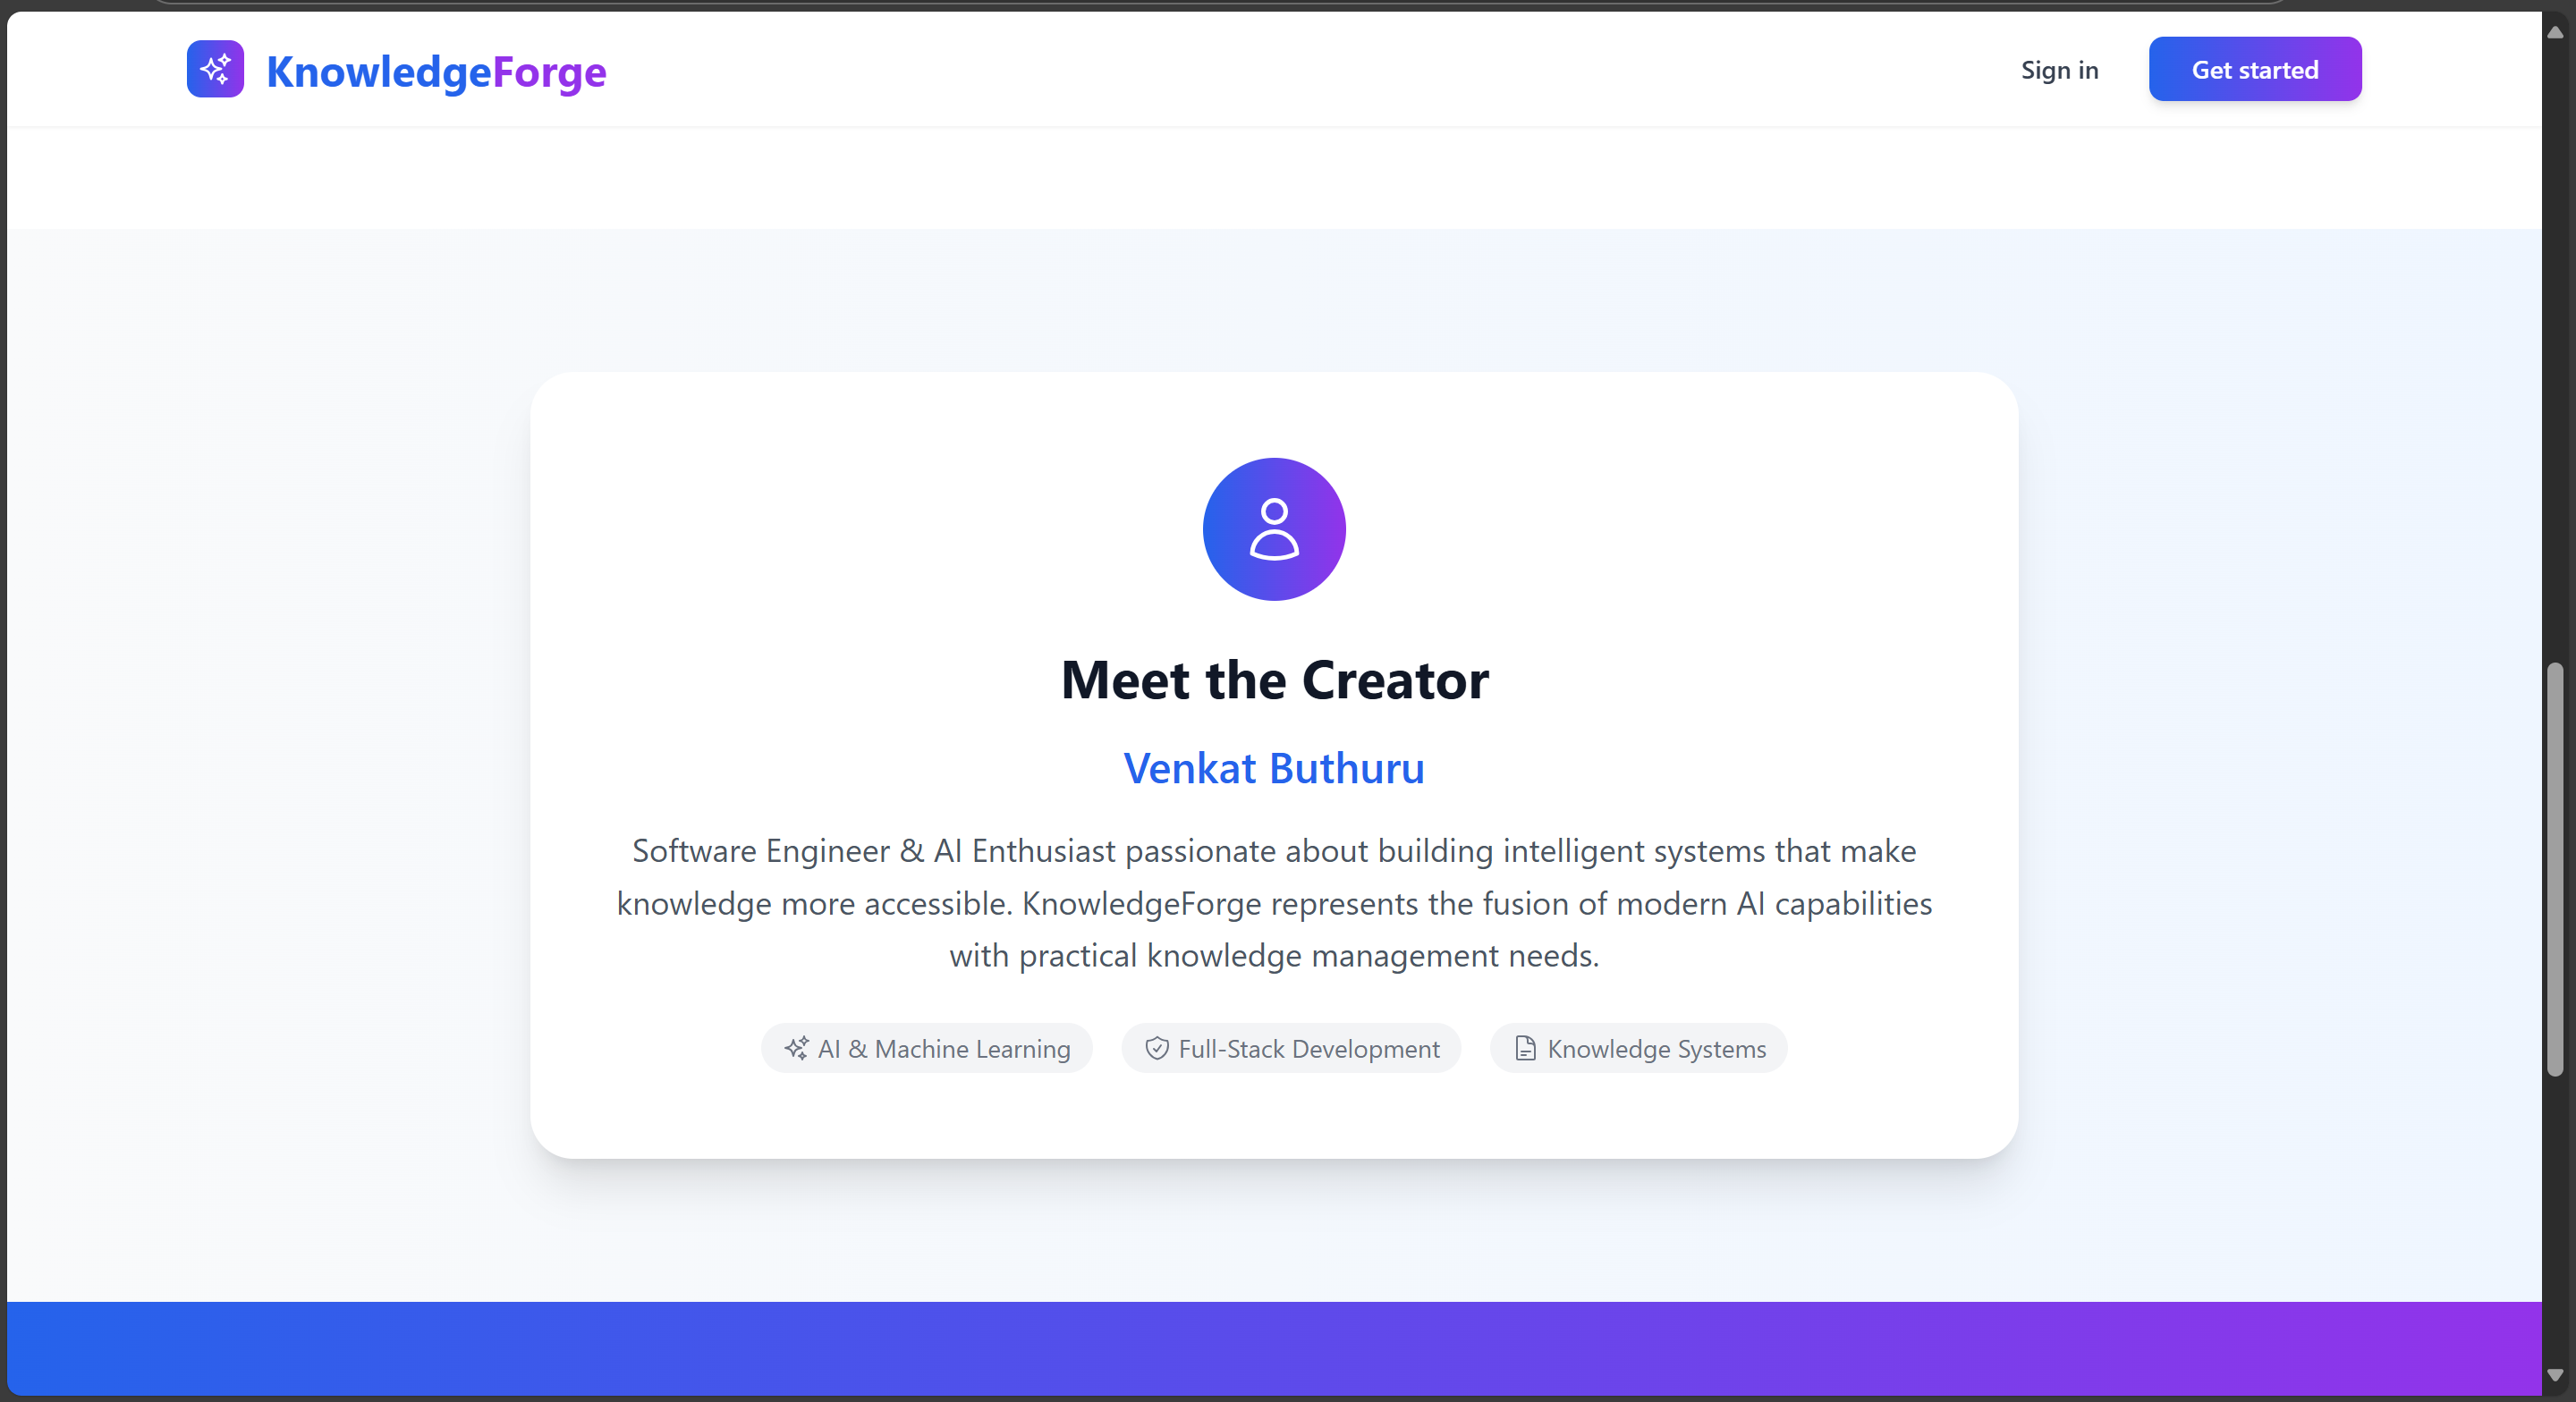 KnowledgeForge
Sign in
Get started
Meet the Creator
Venkat Buthuru
Software Engineer & AI Enthusiast passionate about building intelligent systems that make
knowledge more accessible. KnowledgeForge represents the fusion of modern AI capabilities
with practical knowledge management needs.
AI & Machine Learning
Full-Stack Development
Knowledge Systems